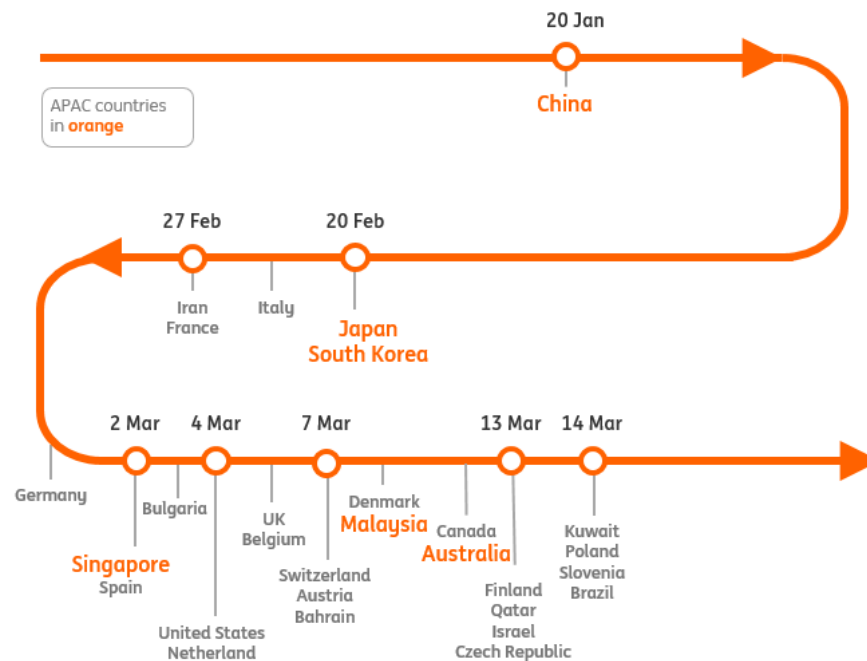 20 Jan
China
APAC countries
in orange
27 Feb
20 Feb
Iran
France
Italy
Japan
South Korea
2 Mar
4 Mar
7 Mar
13 Mar
14 Mar
Germany
Singapore
Spain
Bulgaria
United States
Netherland
UK
Belgium
Switzerland
Austria
Bahrain
Denmark
Malaysia
Canada
Australia
Finland
Qatar
Israel
Czech Republic
Kuwait
Poland
Slovenia
Brazil